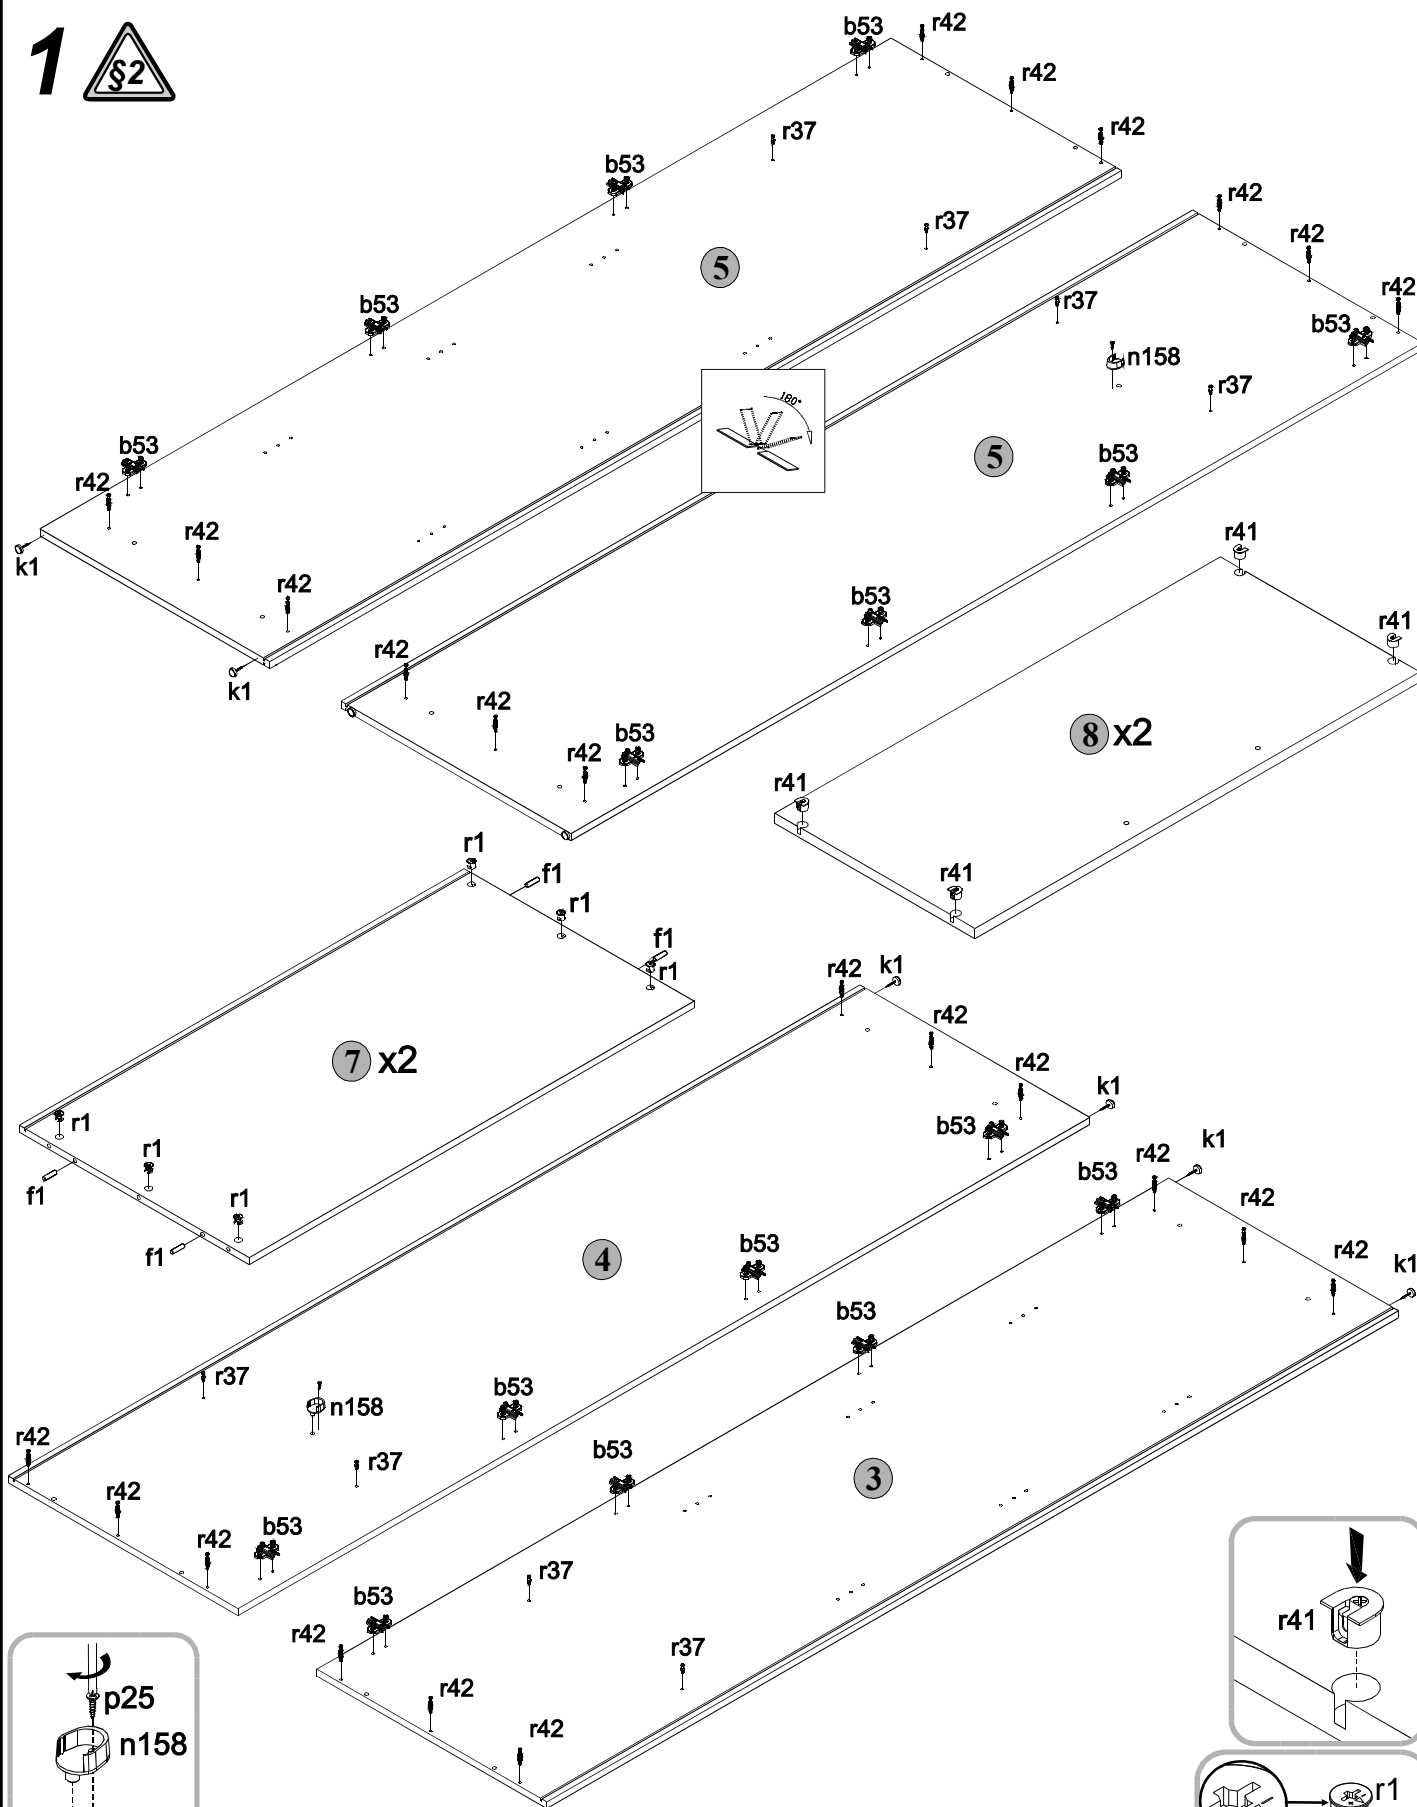 1 §2
b53 r42
r42
r37 r42
b53
r42
r37 r42
5
b53 r37 r42
b53
n158
180°
r37
b53
r42 5 b53
r42
r41
k1 r42
b53
r41
r42
k1
r42
b53
8 x2
r42
r41
r1
f1 r41
r1
f1
r1
r42 k1
r42
7 x2
r42
k1
r1 b53
r1 r42 k1
b53
f1 r1 r42
f1 4 b53 r42
k1
b53
r37
b53
n158
r42
b53
r37
3
r42
b53
r42
r37
b53
r41
r42
r37
p25
r42
n158
r42
r1